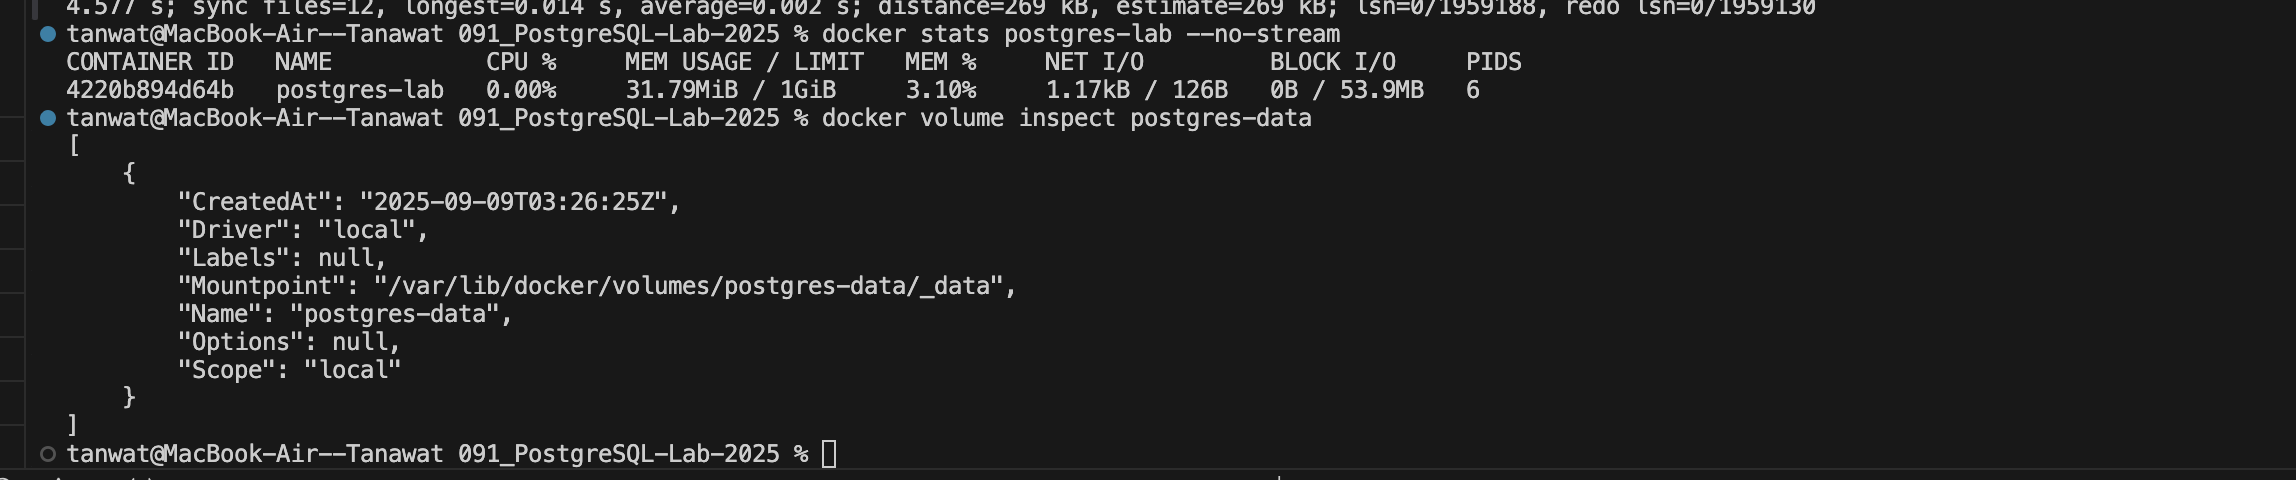 4.577 s; sync files=12, longest=0.014 s, average=0.002 s; distance=269 kB, estimate=269 kB; lsn=0/1959188, redo lsn=0/1959130
tanwat@MacBook-Air--Tanawat 091_PostgreSQL-Lab-2025 % docker stats postgres-lab --no-stream
CONTAINER ID   NAME           CPU %     MEM USAGE / LIMIT   MEM %     NET I/O         BLOCK I/O     PIDS
4220b894d64b   postgres-lab   0.00%     31.79MiB / 1GiB     3.10%     1.17kB / 126B   0B / 53.9MB   6
tanwat@MacBook-Air--Tanawat 091_PostgreSQL-Lab-2025 % docker volume inspect postgres-data
[
    {
        "CreatedAt": "2025-09-09T03:26:25Z",
        "Driver": "local",
        "Labels": null,
        "Mountpoint": "/var/lib/docker/volumes/postgres-data/_data",
        "Name": "postgres-data",
        "Options": null,
        "Scope": "local"
    }
]
tanwat@MacBook-Air--Tanawat 091_PostgreSQL-Lab-2025 %